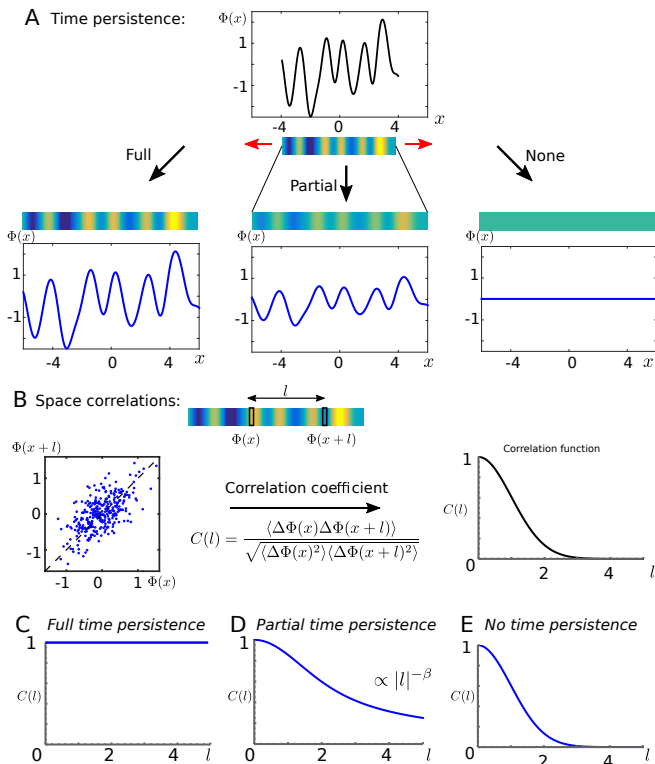 A Time persistence:
Φ(x)
1
-1
-4 0 4 x
Full
Partial
None
Φ(x)
1
-1
-4 0 4 x
Φ(x)
1
-1
-4 0 4 x
Φ(x)
1
-1
-4 0 4 x
B Space correlations:
l
Φ(x) Φ(x + l)
Φ(x + l)
1
0
-1
-1 0 1 Φ(x)
Correlation coefficient
C(l) = ⟨ΔΦ(x)ΔΦ(x + l)⟩ / √⟨ΔΦ(x)²⟩⟨ΔΦ(x + l)²⟩
Correlation function
1
C(l)
0 2 4 l
C Full time persistence
1
C(l)
0 2 4 l
D Partial time persistence
1
∝ |l|^−β
C(l)
0 2 4 l
E No time persistence
1
C(l)
0 2 4 l